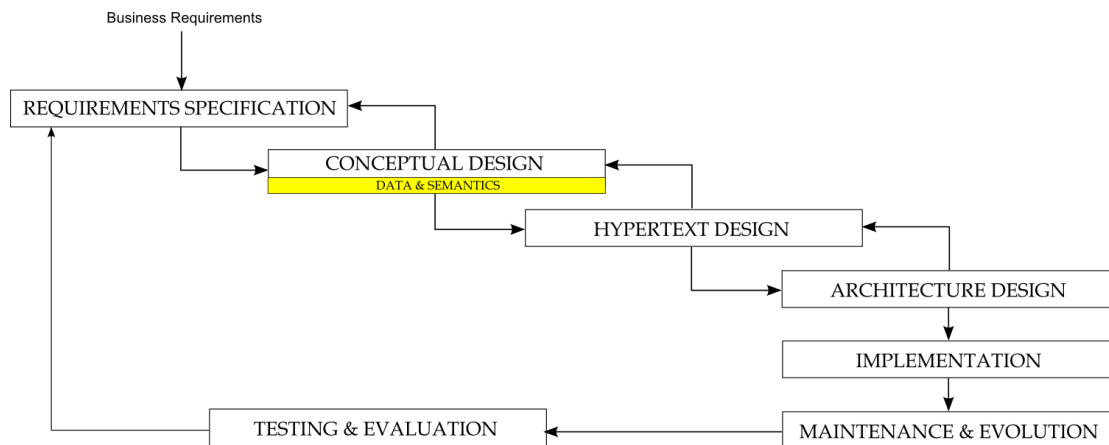 Business Requirements
REQUIREMENTS SPECIFICATION
CONCEPTUAL DESIGN
DATA & SEMANTICS
HYPERTEXT DESIGN
ARCHITECTURE DESIGN
IMPLEMENTATION
TESTING & EVALUATION
MAINTENANCE & EVOLUTION